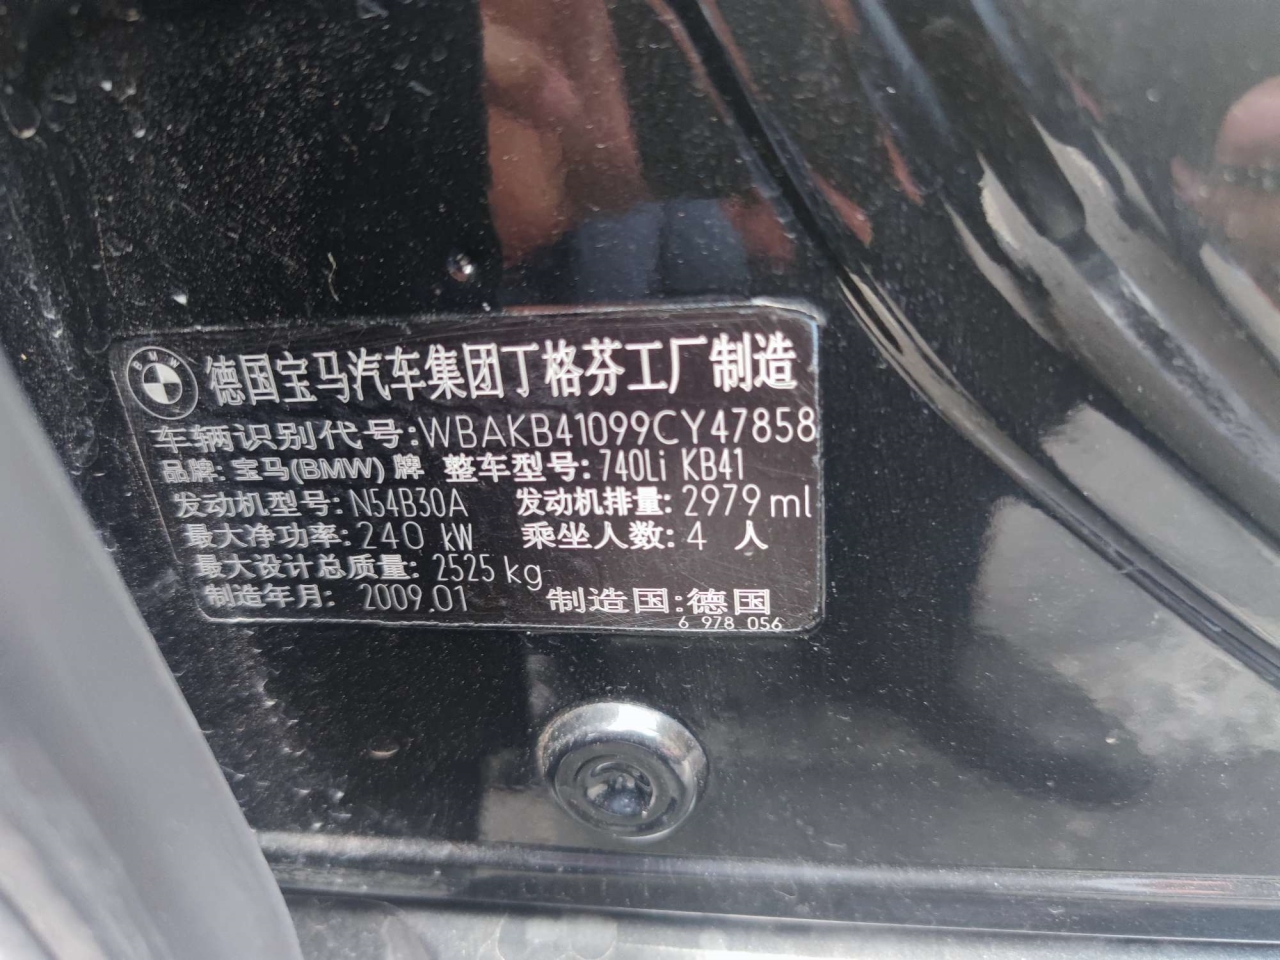 BMW 德国宝马汽车集团丁格芬工厂制造
车辆识别代号:WBAKB41099CY47858
品牌: 宝马(BMW) 牌 整车型号: 740Li KB41
发动机型号: N54B30A 发动机排量: 2979 ml
最大净功率: 240 kW 乘坐人数: 4 人
最大设计总质量: 2525 kg
制造年月: 2009.01 制造国: 德国
6 978 056